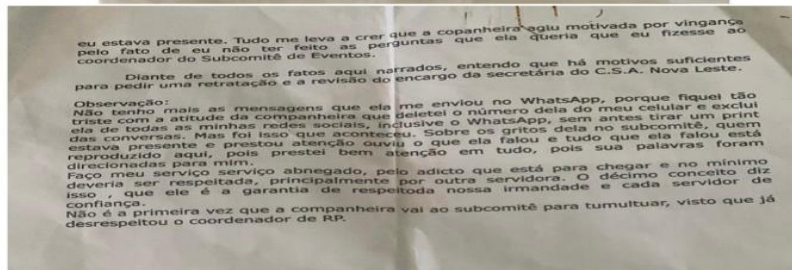 eu estava presente. Tudo me leva a crer que a copanheira agiu motivada por vingança
pelo fato de eu não ter feito as perguntas que ela queria que eu fizesse ao
coordenador do Subcomitê de Eventos.
Diante de todos os fatos aqui narrados, entendo que há motivos suficientes
para pedir uma retratação e a revisão do encargo da secretária do C.S.A. Nova Leste.
Observação:
Não tenho mais as mensagens que ela me enviou no WhatsApp, porque fiquei tão
triste com a atitude da companheira que deletei o número dela do meu celular e exclui
ela de todas as minhas redes sociais, inclusive o WhatsApp, sem antes tirar um print
das conversas. Mas foi isso que aconteceu. Sobre os gritos dela no subcomitê, quem
estava presente e prestou atenção ouviu o que ela falou e tudo que ela falou está
reproduzido aqui, pois prestei bem atenção em tudo, pois sua palavras foram
direcionadas para mim.
Faço meu serviço serviço abnegado, pelo adicto que está para chegar e no mínimo
deveria ser respeitada, principalmente por outra servidora. O décimo conceito diz
isso , que ele é a garantia de respeitoda nossa irmandade e cada servidor de
confiança.
Não é a primeira vez que a companheira vai ao subcomitê para tumultuar, visto que já
desrespeitou o coordenador de RP.